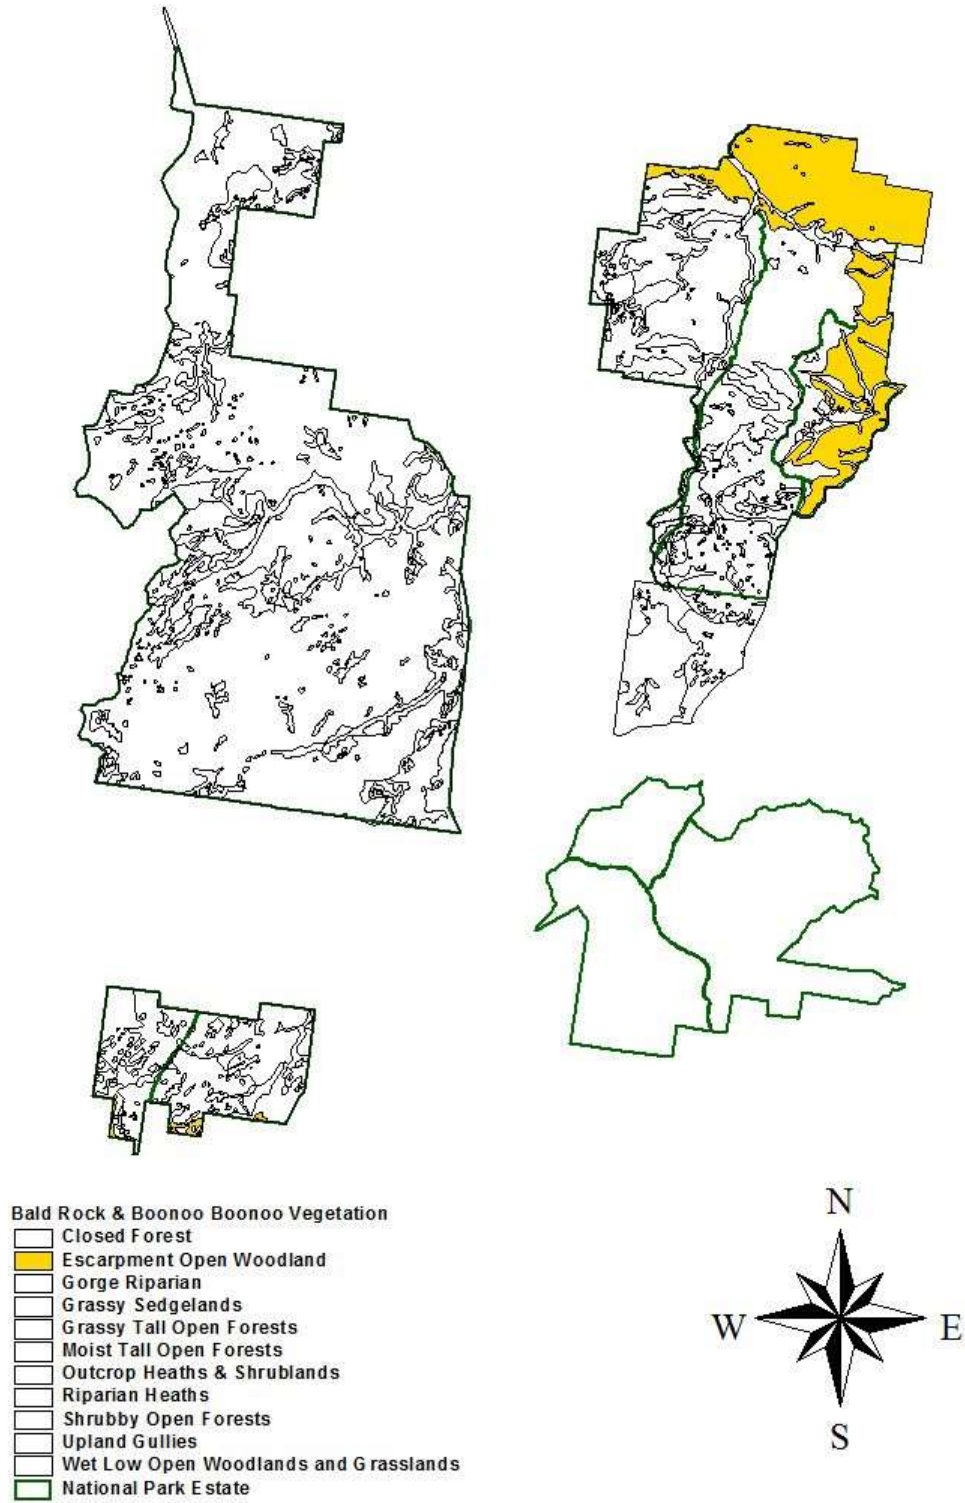 Bald Rock & Boonoo Boonoo Vegetation
Closed Forest
Escarpment Open Woodland
Gorge Riparian
Grassy Sedgelands
Grassy Tall Open Forests
Moist Tall Open Forests
Outcrop Heaths & Shrublands
Riparian Heaths
Shrubby Open Forests
Upland Gullies
Wet Low Open Woodlands and Grasslands
National Park Estate
N
W
E
S